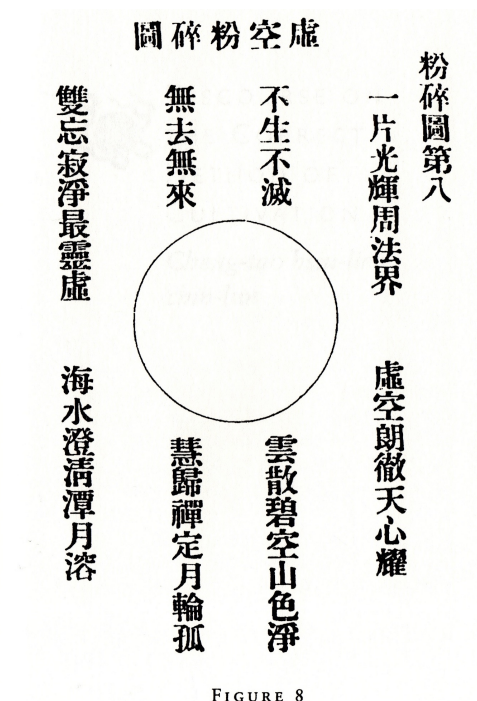 虛空粉碎圖
粉碎圖第八
一片光輝周法界
不生不滅
無去無來
雙忘寂淨最靈虛
虛空朗徹天心耀
雲散碧空山色淨
慧歸禪定月輪孤
海水澄清潭月溶
FIGURE 8